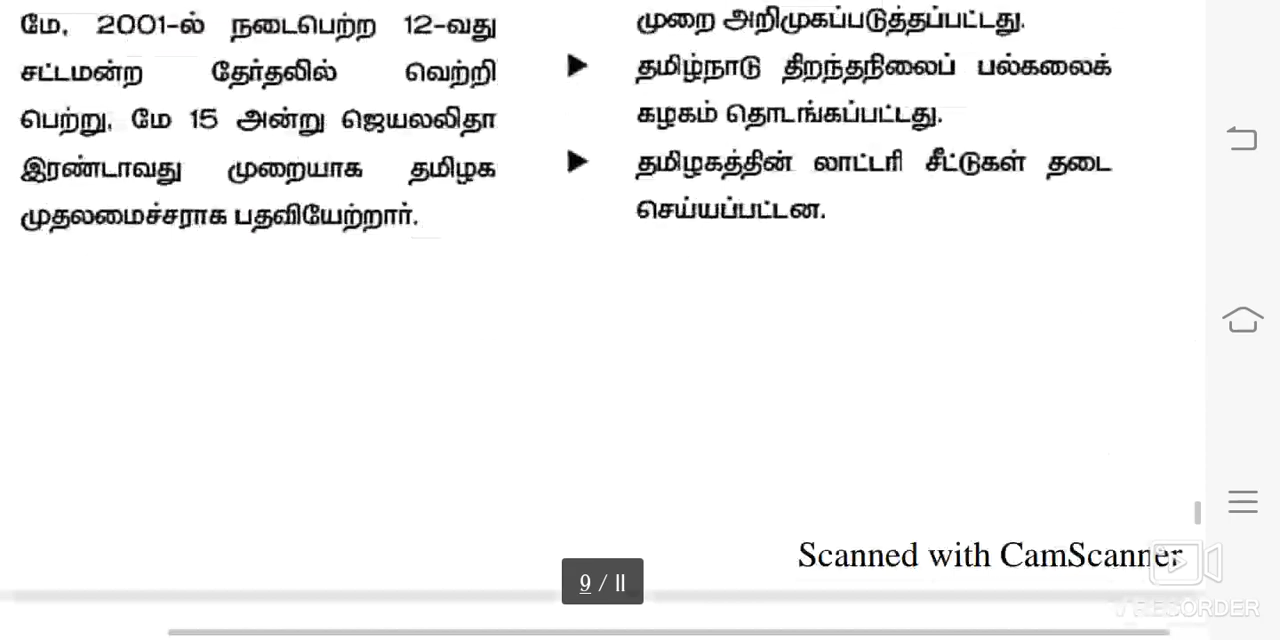 மே, 2001-ல் நடைபெற்ற 12-வது
சட்டமன்ற தேர்தலில் வெற்றி
பெற்று, மே 15 அன்று ஜெயலலிதா
இரண்டாவது முறையாக தமிழக
முதலமைச்சராக பதவியேற்றார்.
முறை அறிமுகப்படுத்தப்பட்டது.
▶ தமிழ்நாடு திறந்தநிலைப் பல்கலைக்
கழகம் தொடங்கப்பட்டது.
▶ தமிழகத்தின் லாட்டரி சீட்டுகள் தடை
செய்யப்பட்டன.
Scanned with CamScanner
9 / 11
V RECORDER